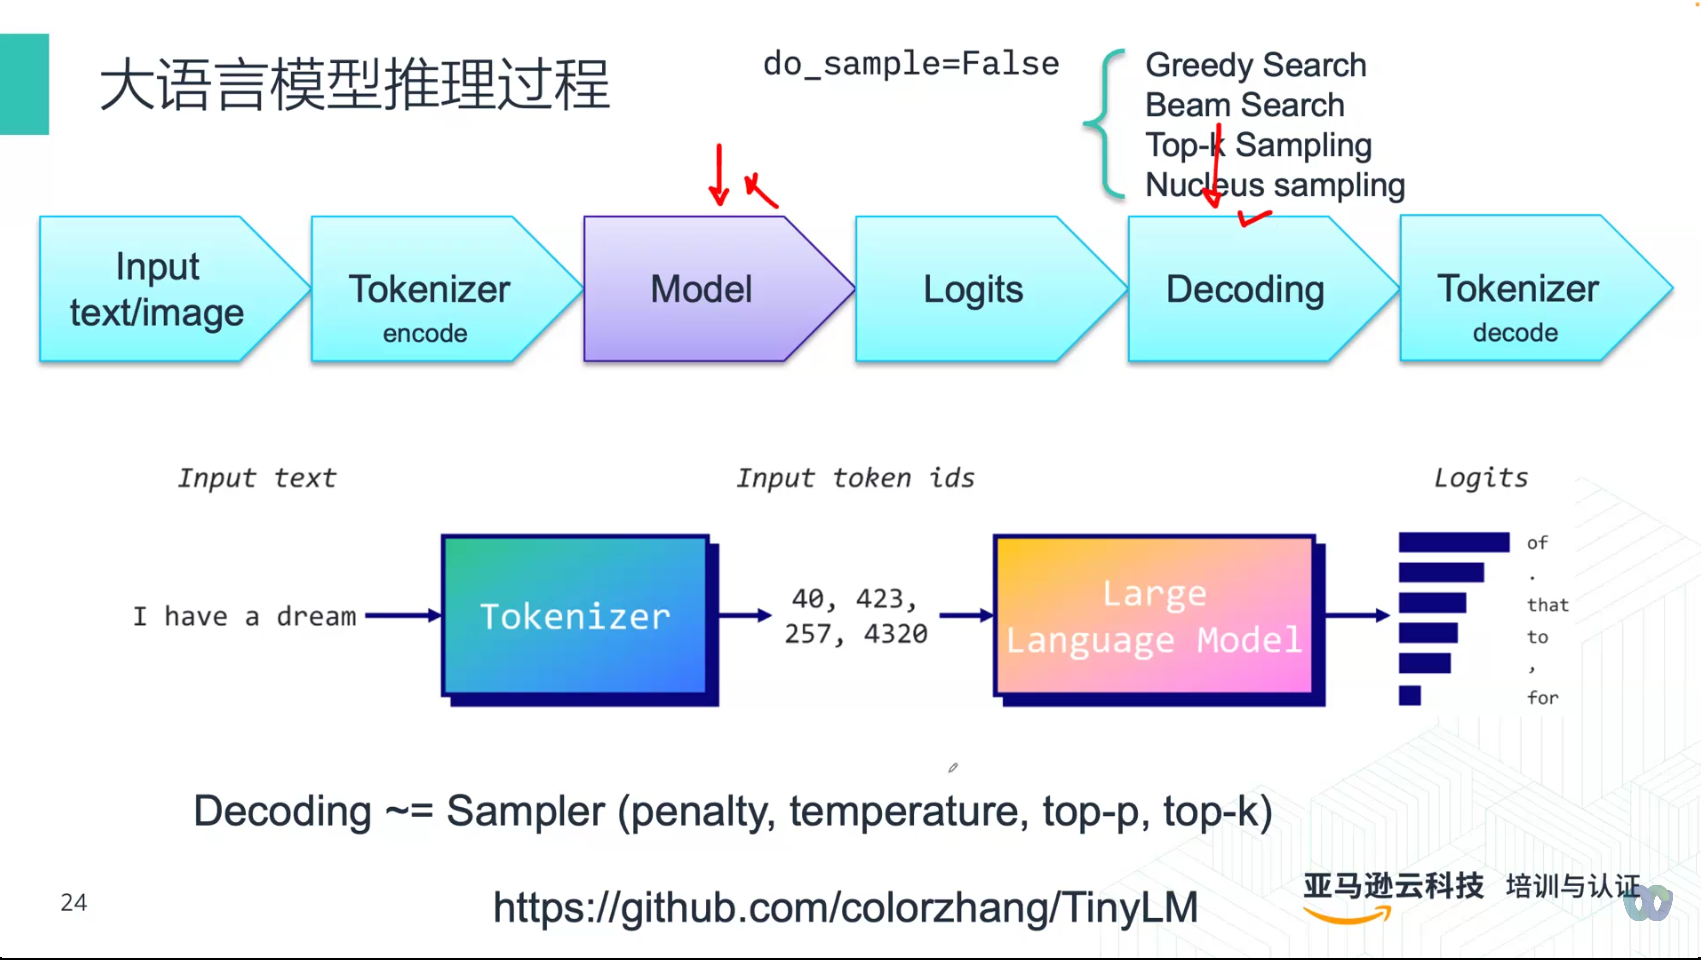 大语言模型推理过程
do_sample=False
Greedy Search
Beam Search
Top-k Sampling
Nucleus sampling
Input
text/image
Tokenizer
encode
Model
Logits
Decoding
Tokenizer
decode
Input text
Input token ids
Logits
I have a dream
Tokenizer
40, 423,
257, 4320
Large
Language Model
of
.
that
to
,
for
Decoding ~= Sampler (penalty, temperature, top-p, top-k)
24
https://github.com/colorzhang/TinyLM
亚马逊云科技 培训与认证